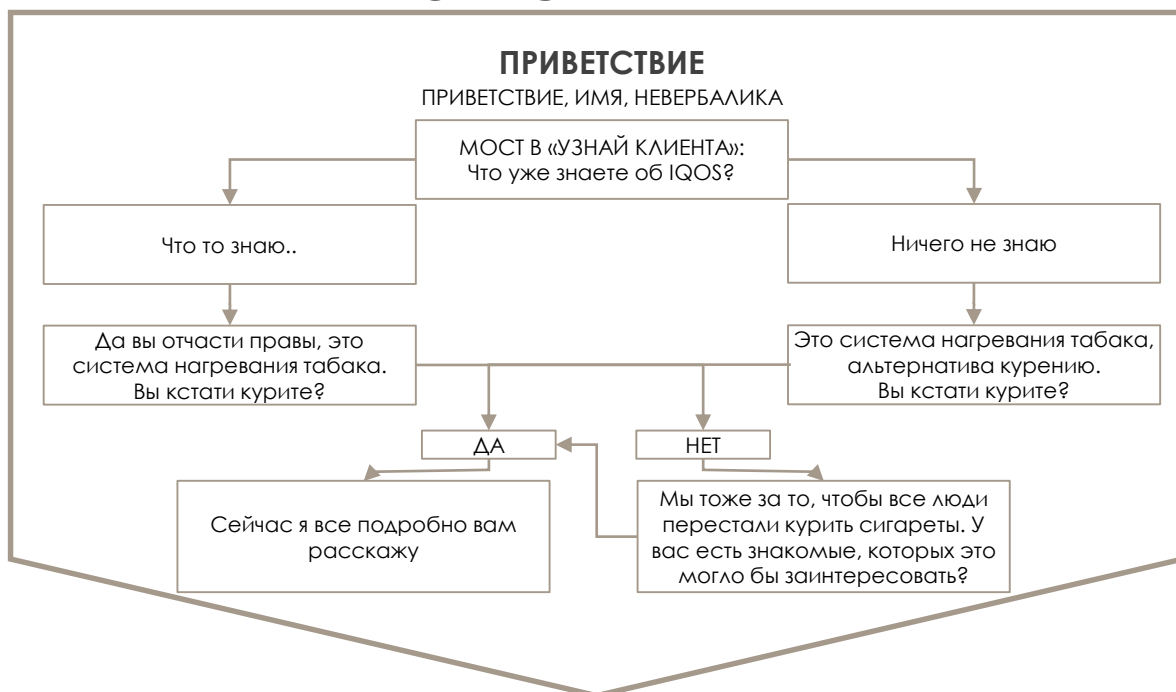 ПРИВЕТСТВИЕ
ПРИВЕТСТВИЕ, ИМЯ, НЕВЕРБАЛИКА
МОСТ В «УЗНАЙ КЛИЕНТА»:
Что уже знаете об IQOS?
Что то знаю..
Ничего не знаю
Да вы отчасти правы, это
система нагревания табака.
Вы кстати курите?
Это система нагревания табака,
альтернатива курению.
Вы кстати курите?
ДА
НЕТ
Сейчас я все подробно вам
расскажу
Мы тоже за то, чтобы все люди
перестали курить сигареты. У
вас есть знакомые, которых это
могло бы заинтересовать?